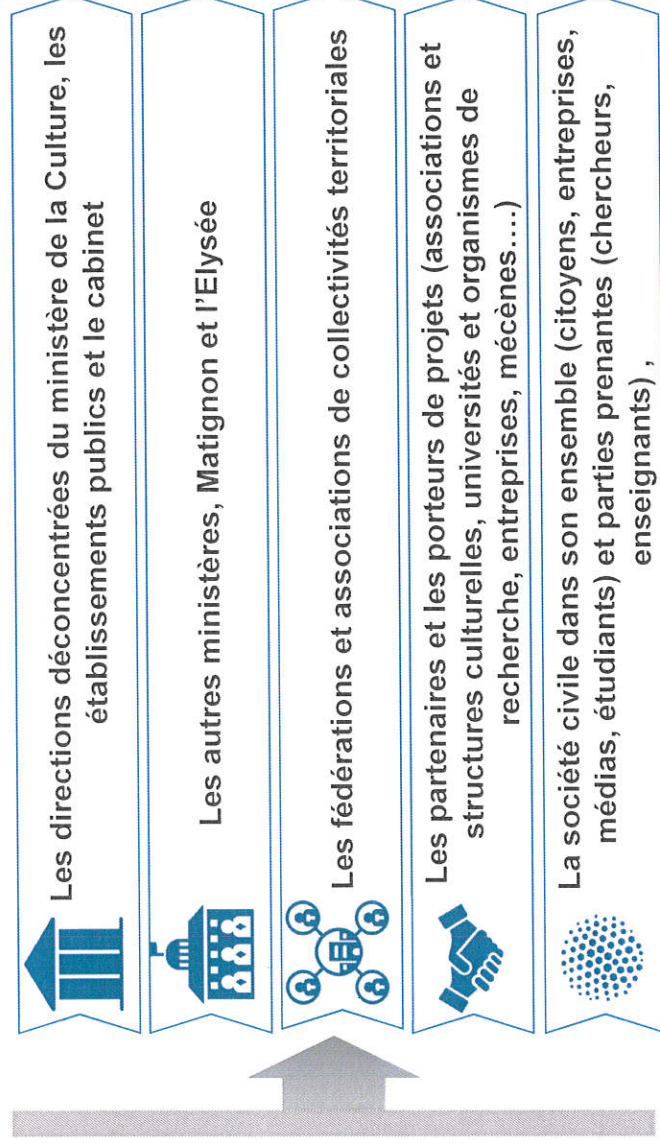 Les directions déconcentrées du ministère de la Culture, les
établissements publics et le cabinet
Les autres ministères, Matignon et l'Elysée
Les fédérations et associations de collectivités territoriales
Les partenaires et les porteurs de projets (associations et
structures culturelles, universités et organismes de
recherche, entreprises, mécènes....)
La société civile dans son ensemble (citoyens, entreprises,
médias, étudiants) et parties prenantes (chercheurs,
enseignants) ,